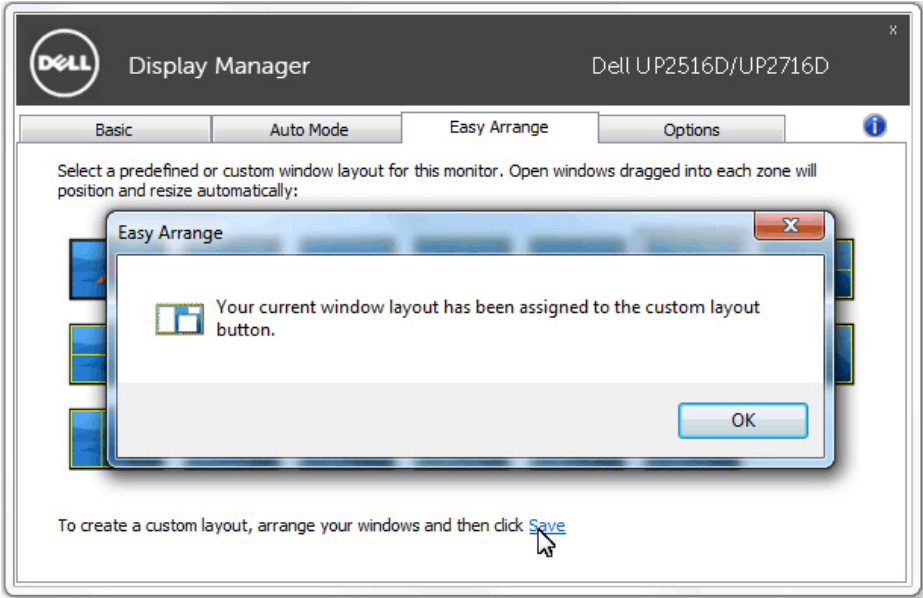 DELL
Display Manager
Dell UP2516D/UP2716D
x
Basic
Auto Mode
Easy Arrange
Options
i
Select a predefined or custom window layout for this monitor. Open windows dragged into each zone will
position and resize automatically:
Easy Arrange
x
Your current window layout has been assigned to the custom layout
button.
OK
To create a custom layout, arrange your windows and then click Save